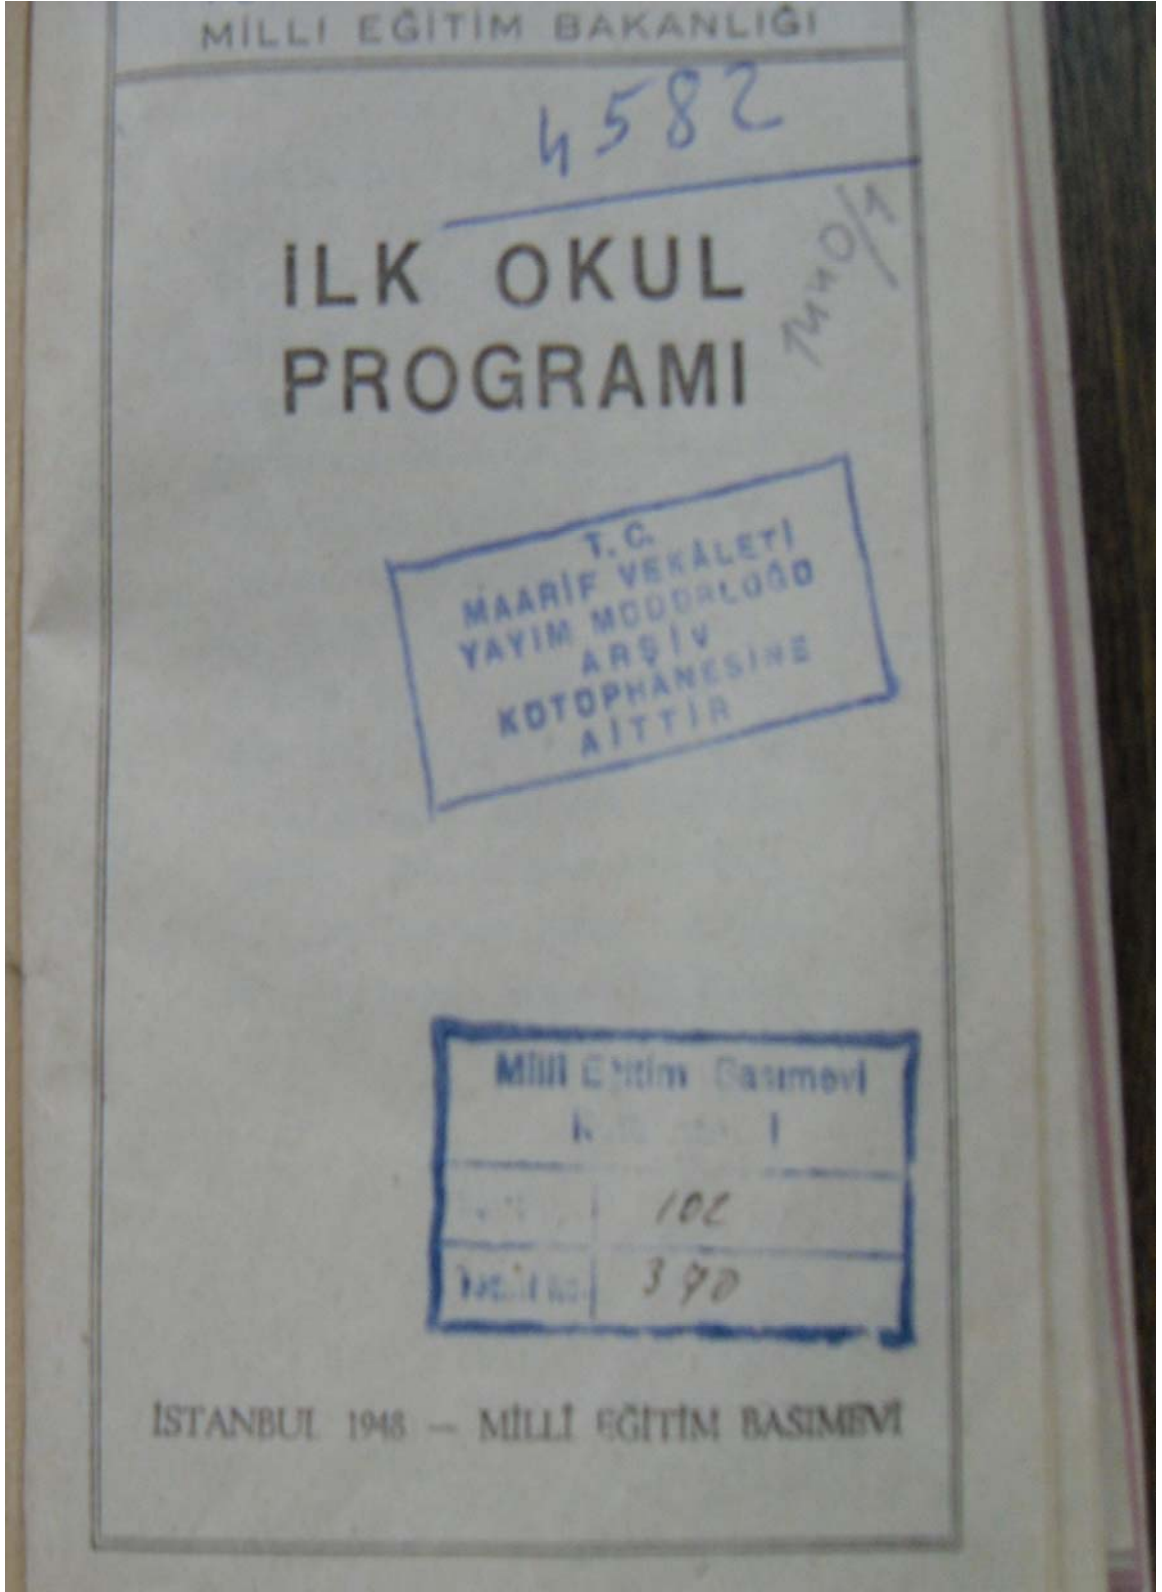 MİLLİ EĞİTİM BAKANLIĞI
4582
İLK OKUL
PROGRAMI
T. C.
MAARİF VEKÂLETİ
YAYIM MÜDÜRLÜĞÜ
ARŞİV
KÜTÜPHANESİNE
AİTTİR
Milli Eğitim Basımevi
102
370
İSTANBUL 1948 — MİLLÎ EĞİTİM BASIMEVİ